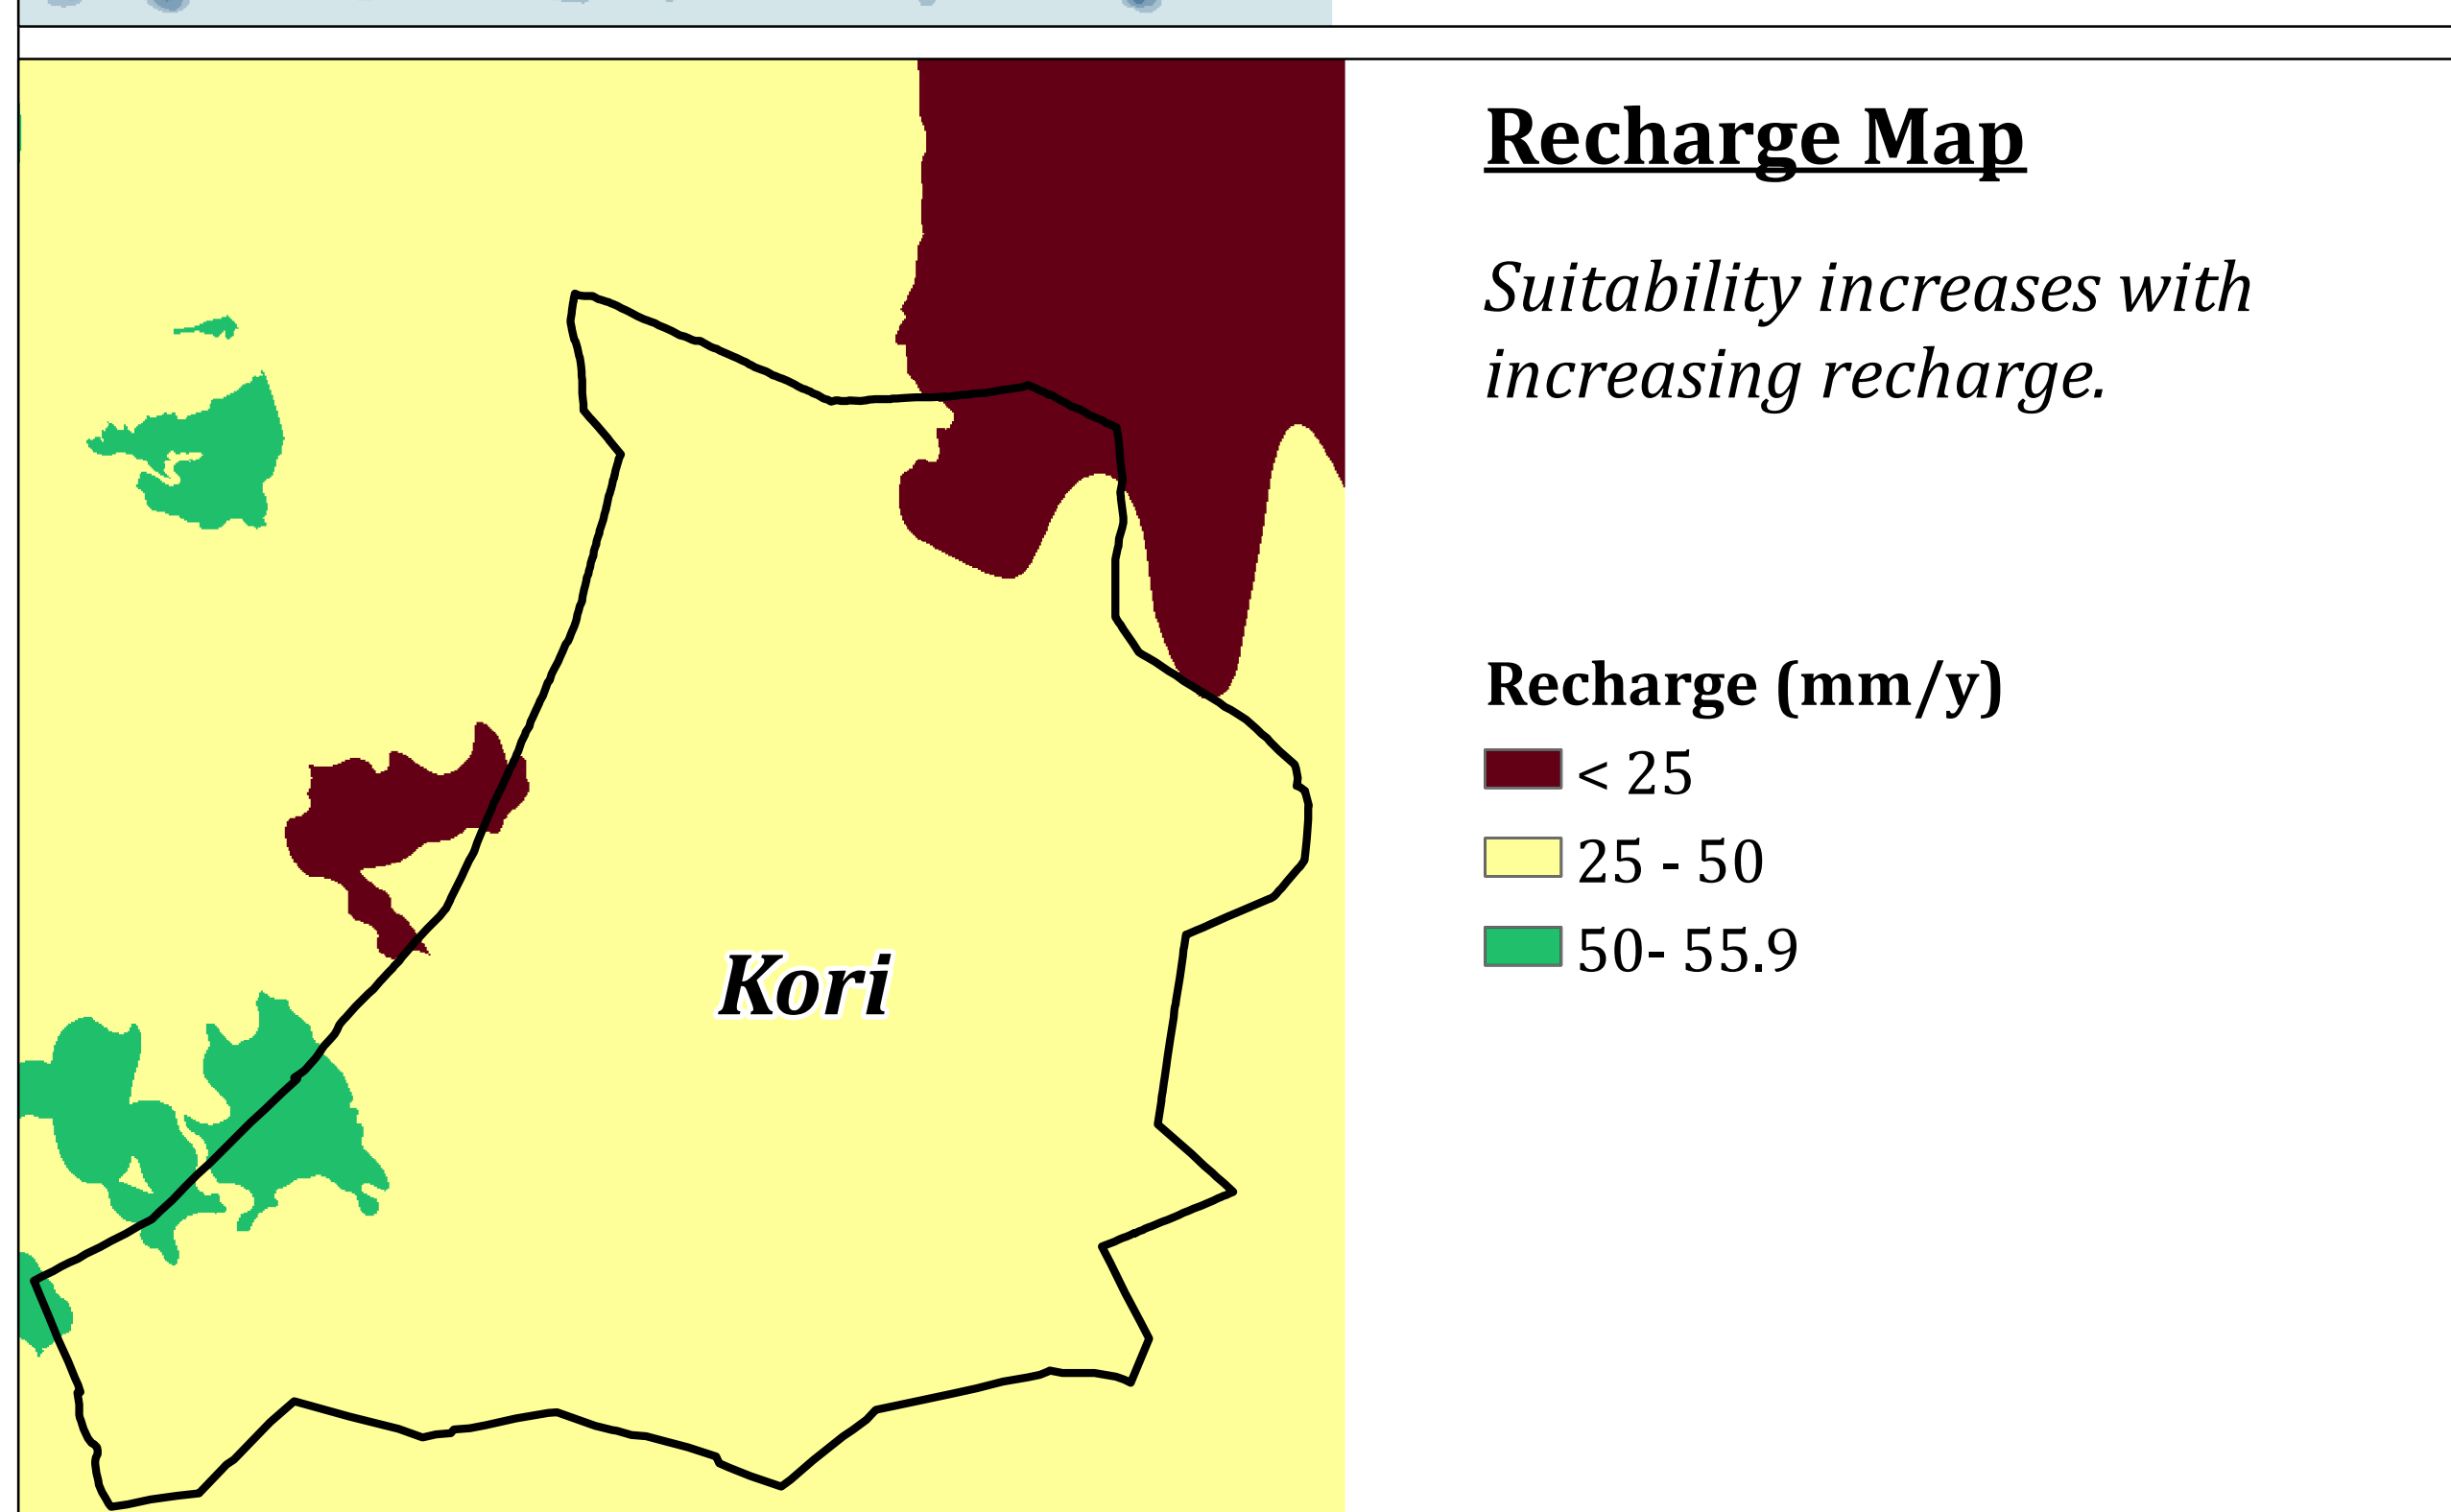 Recharge Map
Suitability increases with
increasing recharge.
Recharge (mm/y)
< 25
25 - 50
50- 55.9
Kori